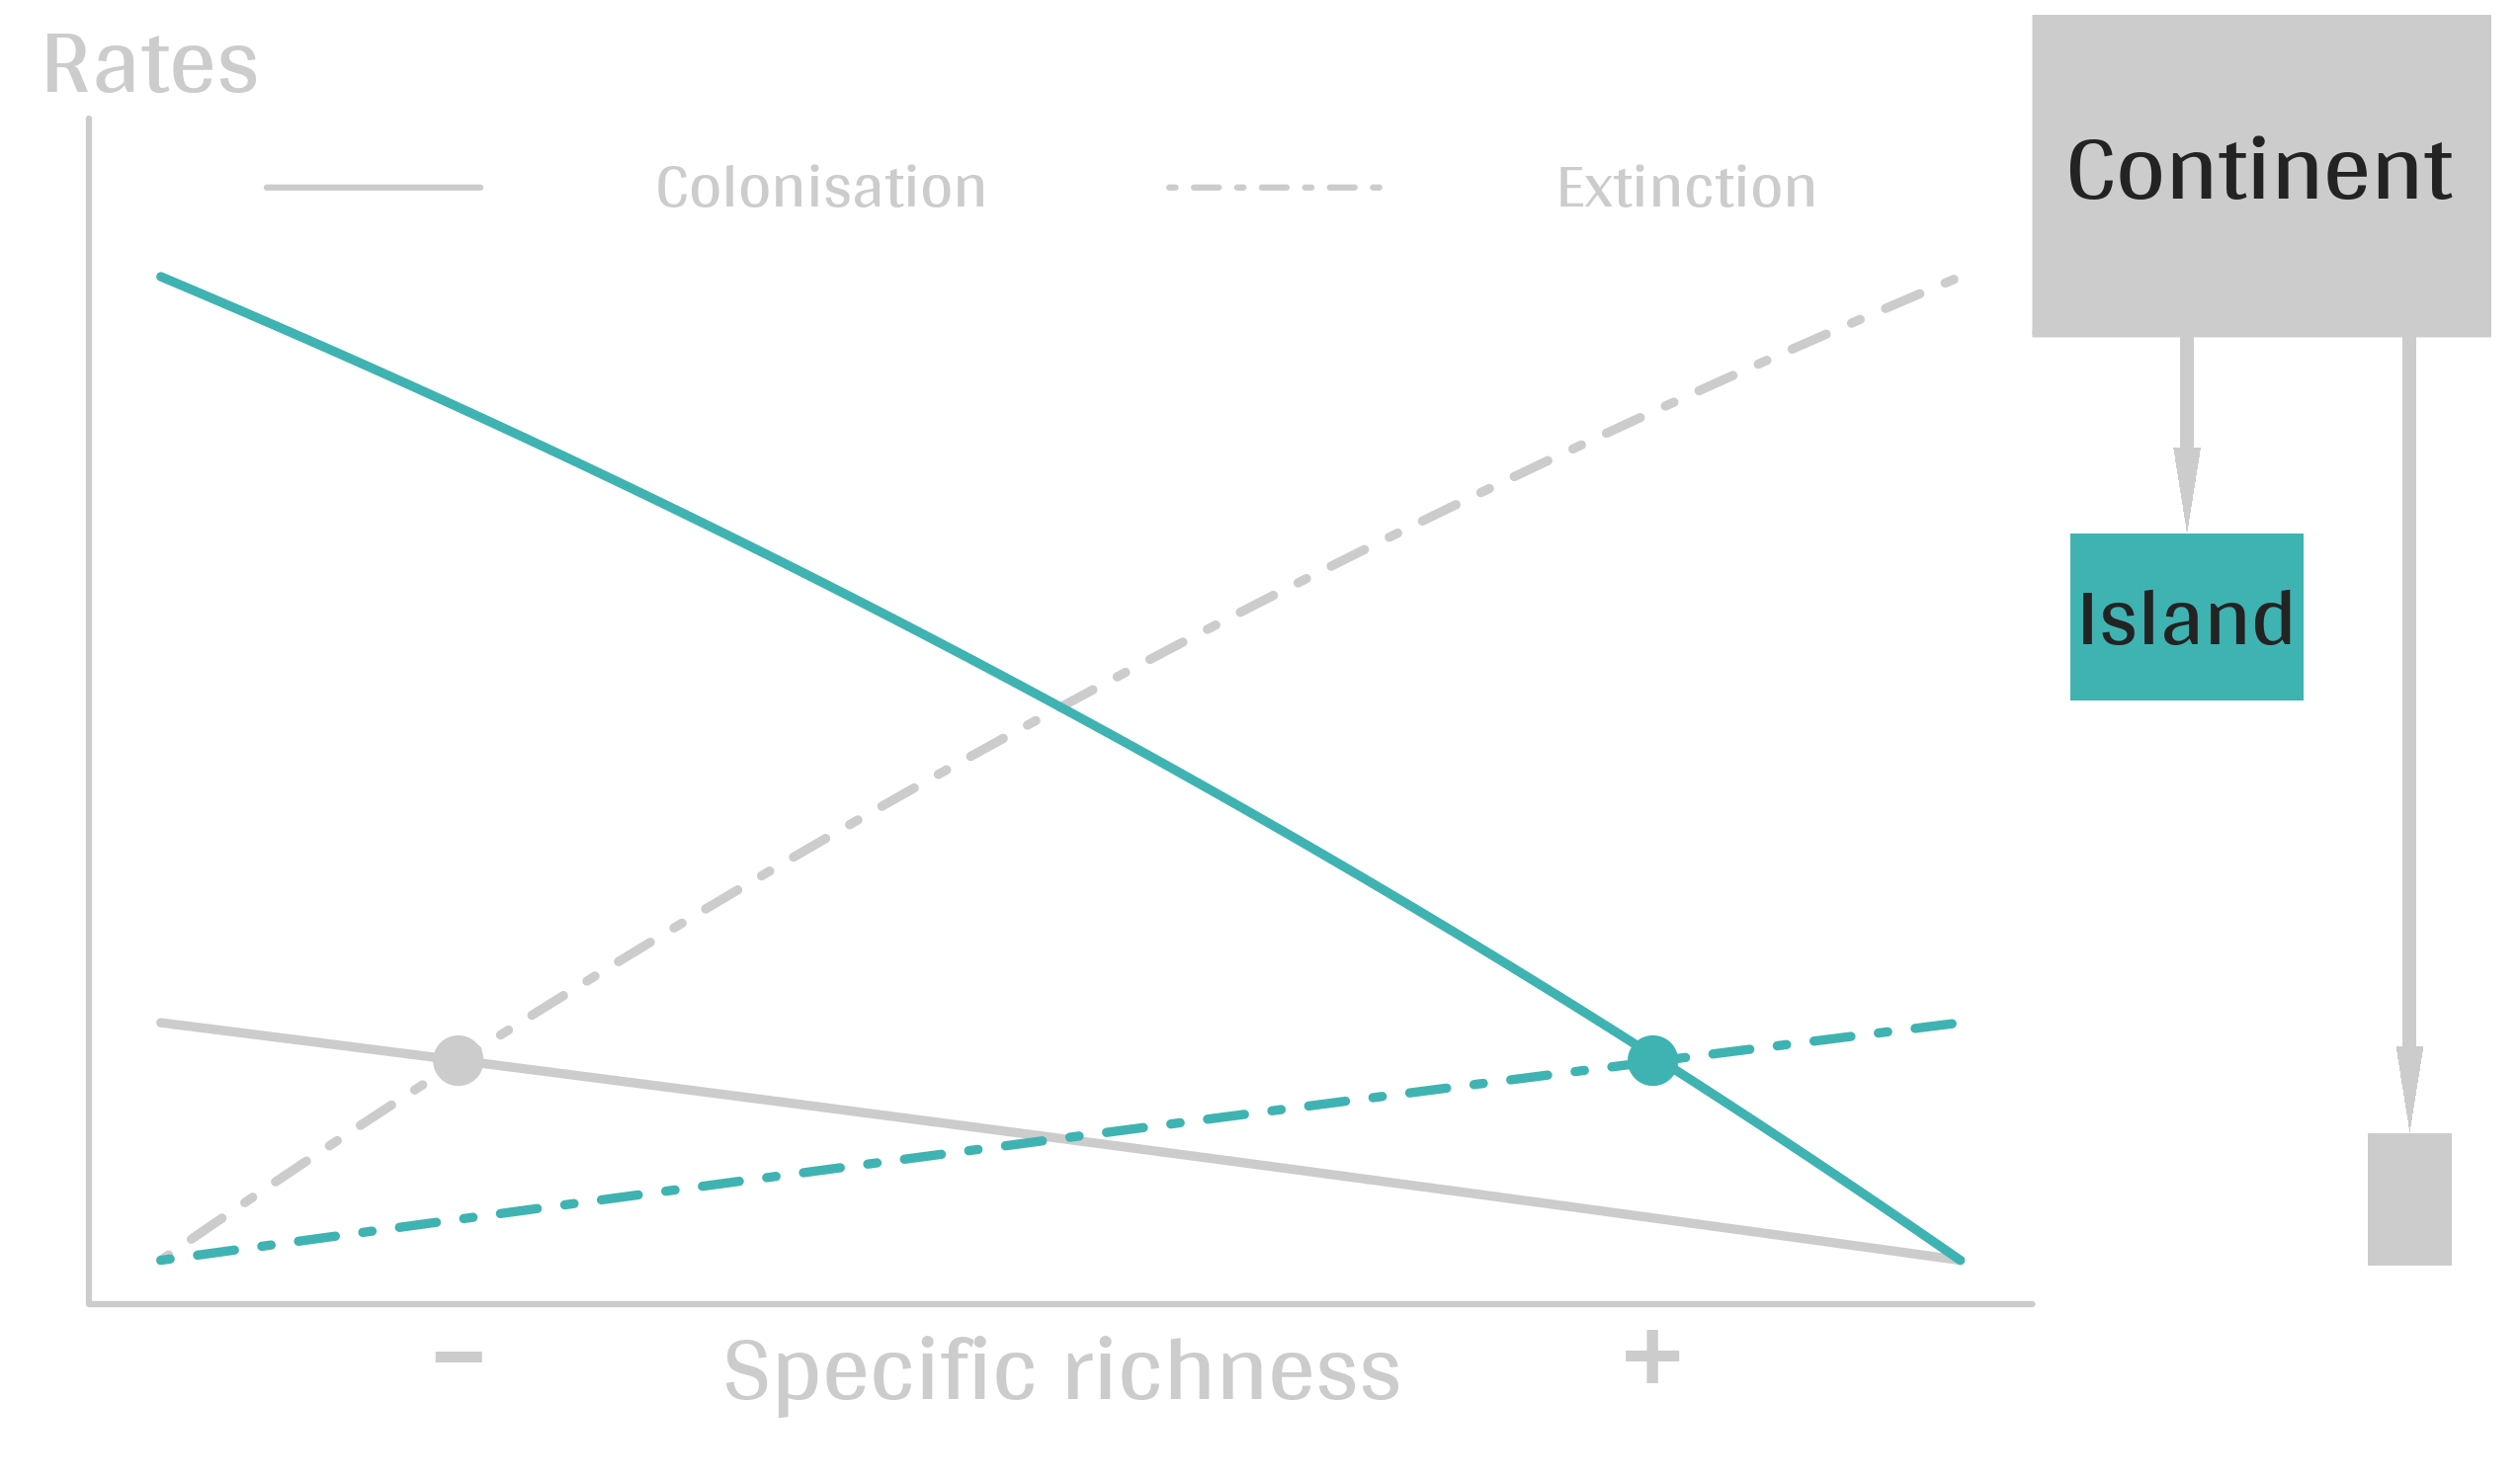 Rates
Colonisation
Extinction
Continent
Island
−
Specific richness
+